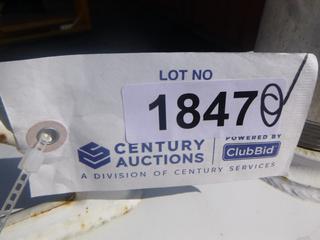 LOT NO
1847
CENTURY
AUCTIONS
POWERED BY
ClubBid
A DIVISION OF CENTURY SERVICES